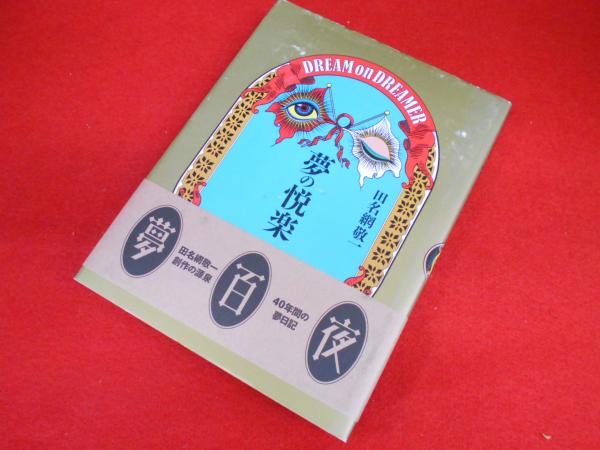 DREAM on DREAMER
夢の悦楽
田名網敬一
夢
百
夜
田名網敬一
創作の源泉
40年間の
夢日記